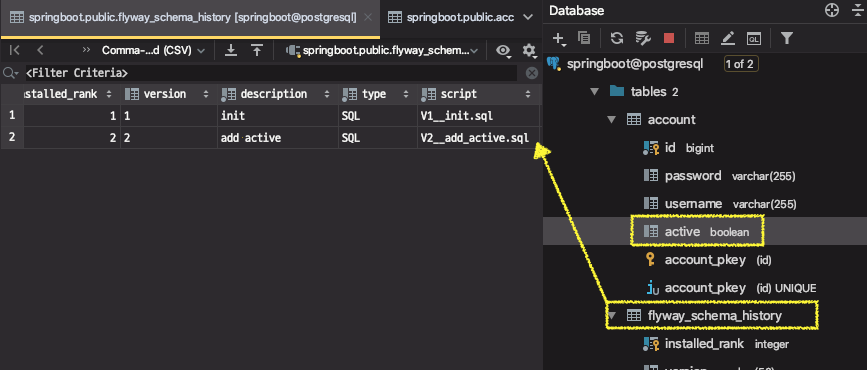 springboot.public.flyway_schema_history [springboot@postgresql]
springboot.public.acc
Comma-...d (CSV)
springboot.public.flyway_schem...
<Filter Criteria>
nstalled_rank version description type script
1 1 1 init SQL V1__init.sql
2 2 2 add active SQL V2__add_active.sql
Database
springboot@postgresql 1 of 2
tables 2
account
id bigint
password varchar(255)
username varchar(255)
active boolean
account_pkey (id)
account_pkey (id) UNIQUE
flyway_schema_history
installed_rank integer